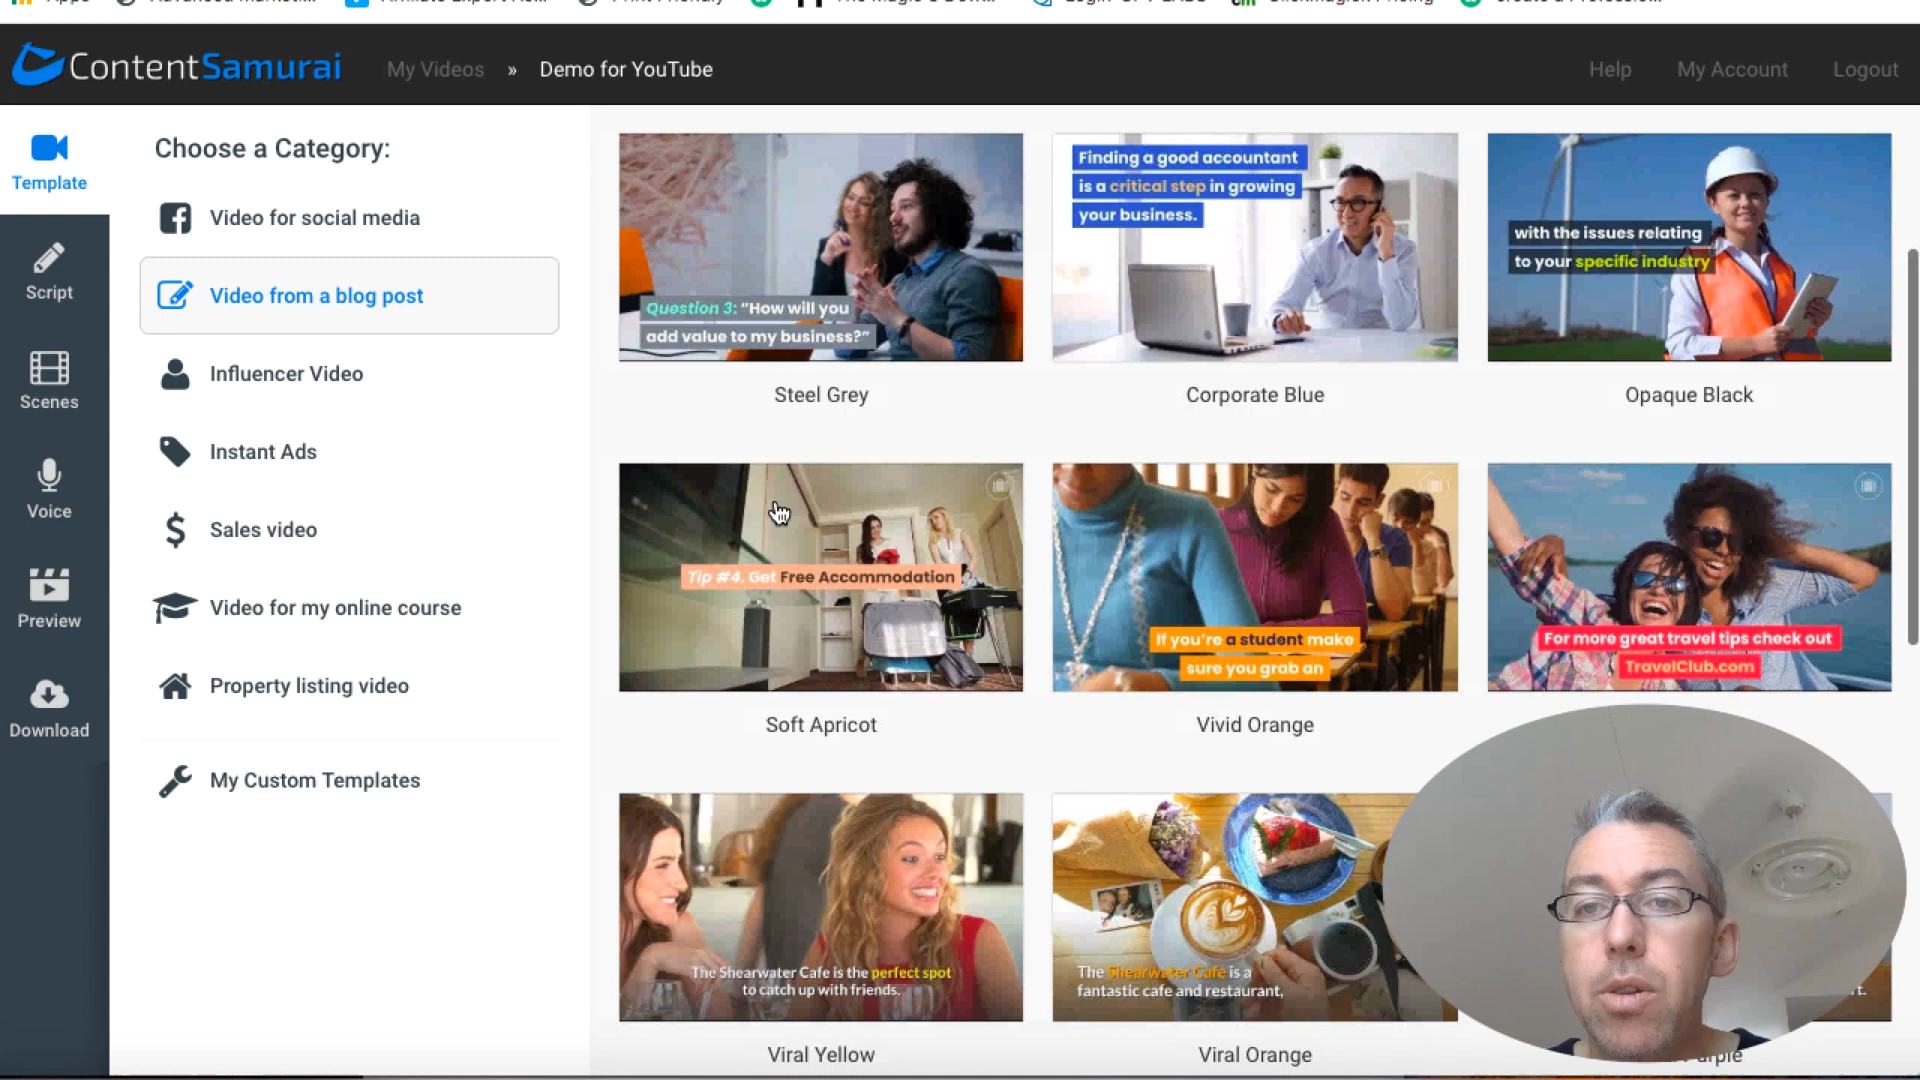 Apps
Print Friendly
ContentSamurai
My Videos » Demo for YouTube
Help
My Account
Logout
Template
Script
Scenes
Voice
Preview
Download
Choose a Category:
Video for social media
Video from a blog post
Influencer Video
Instant Ads
Sales video
Video for my online course
Property listing video
My Custom Templates
Question 3: “How will you
add value to my business?”
Steel Grey
Finding a good accountant
is a critical step in growing
your business.
Corporate Blue
with the issues relating
to your specific industry
Opaque Black
Tip #4. Get Free Accommodation
Soft Apricot
If you’re a student make
sure you grab an
Vivid Orange
For more great travel tips check out
TravelClub.com
The Shearwater Cafe is the perfect spot
to catch up with friends.
Viral Yellow
The Shearwater Cafe is a
fantastic cafe and restaurant,
Viral Orange